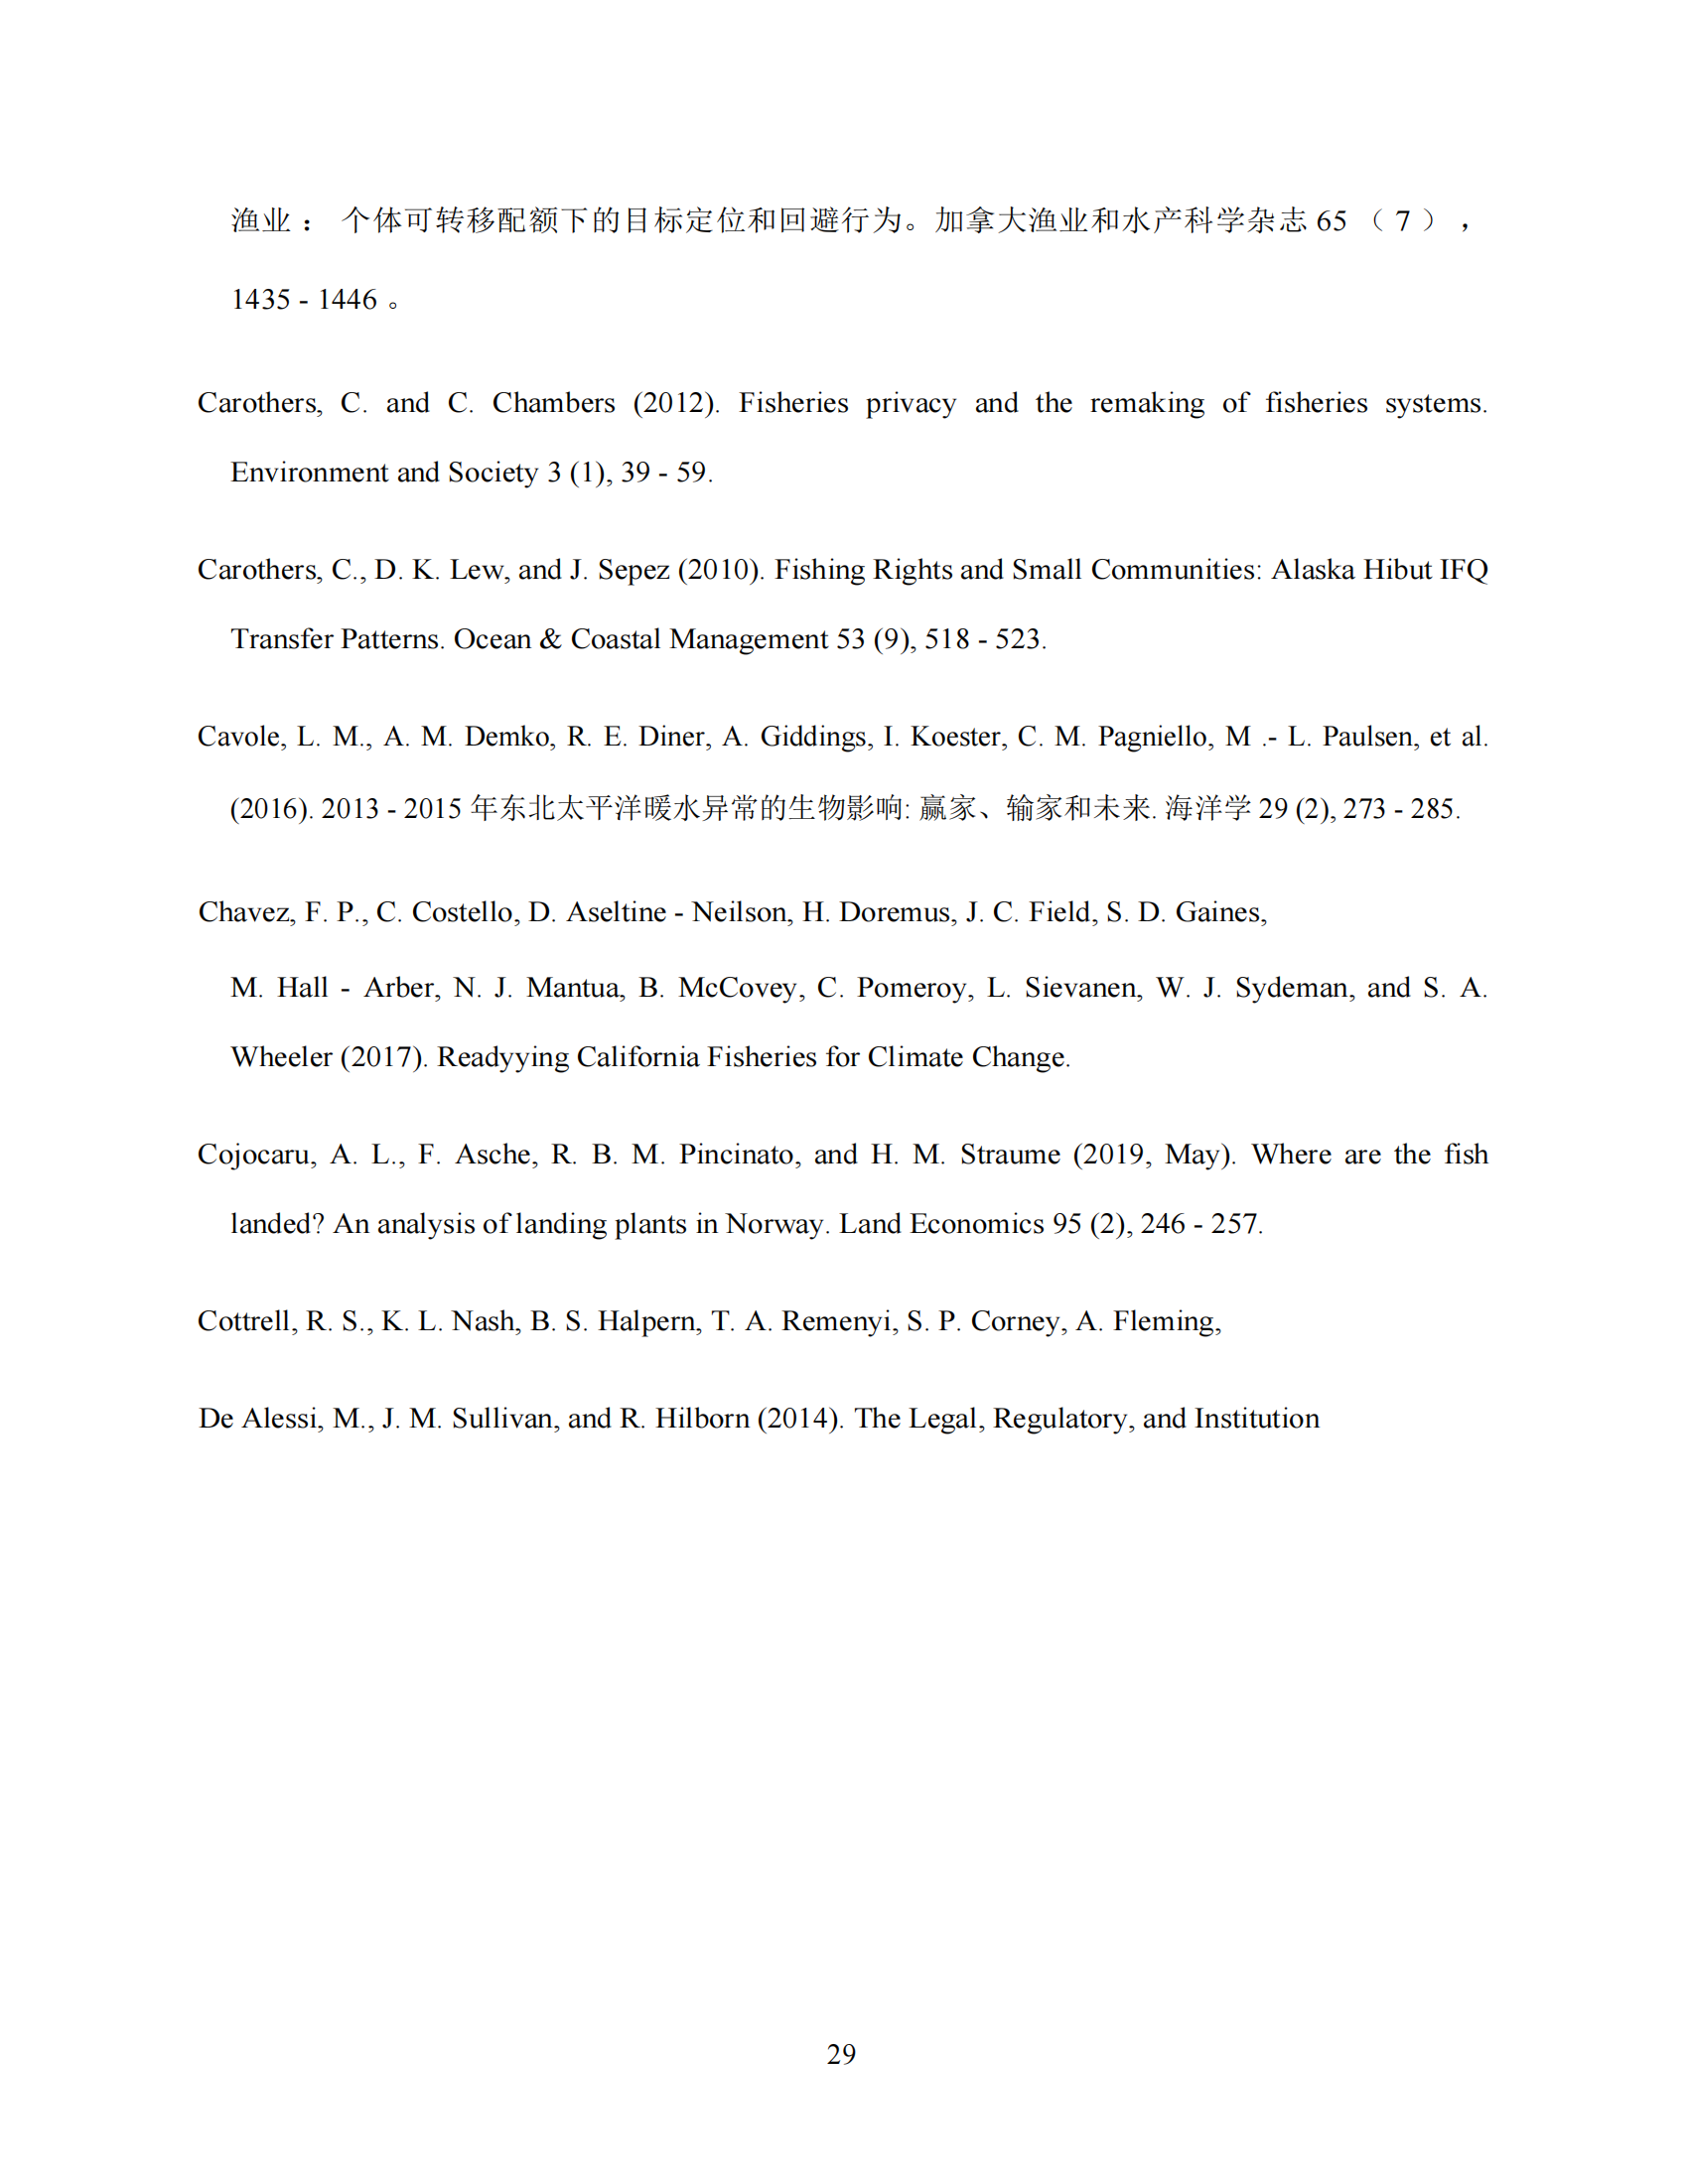 渔业： 个体可转移配额下的目标定位和回避行为。加拿大渔业和水产科学杂志 65 （ 7 ） ，
1435 - 1446 。
Carothers, C. and C. Chambers (2012). Fisheries privacy and the remaking of fisheries systems.
Environment and Society 3 (1), 39 - 59.
Carothers, C., D. K. Lew, and J. Sepez (2010). Fishing Rights and Small Communities: Alaska Hibut IFQ
Transfer Patterns. Ocean & Coastal Management 53 (9), 518 - 523.
Cavole, L. M., A. M. Demko, R. E. Diner, A. Giddings, I. Koester, C. M. Pagniello, M .- L. Paulsen, et al.
(2016). 2013 - 2015 年东北太平洋暖水异常的生物影响: 赢家、输家和未来. 海洋学 29 (2), 273 - 285.
Chavez, F. P., C. Costello, D. Aseltine - Neilson, H. Doremus, J. C. Field, S. D. Gaines,
M. Hall - Arber, N. J. Mantua, B. McCovey, C. Pomeroy, L. Sievanen, W. J. Sydeman, and S. A.
Wheeler (2017). Readyying California Fisheries for Climate Change.
Cojocaru, A. L., F. Asche, R. B. M. Pincinato, and H. M. Straume (2019, May). Where are the fish
landed? An analysis of landing plants in Norway. Land Economics 95 (2), 246 - 257.
Cottrell, R. S., K. L. Nash, B. S. Halpern, T. A. Remenyi, S. P. Corney, A. Fleming,
De Alessi, M., J. M. Sullivan, and R. Hilborn (2014). The Legal, Regulatory, and Institution
29